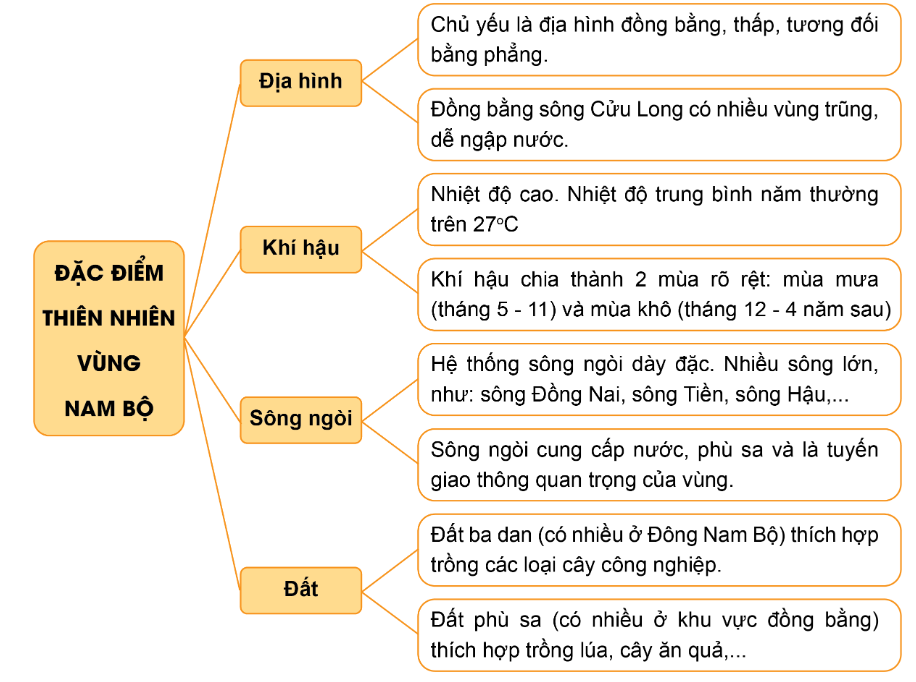 ĐẶC ĐIỂM
THIÊN NHIÊN
VÙNG
NAM BỘ
Địa hình
Chủ yếu là địa hình đồng bằng, thấp, tương đối
bằng phẳng.
Đồng bằng sông Cửu Long có nhiều vùng trũng,
dễ ngập nước.
Khí hậu
Nhiệt độ cao. Nhiệt độ trung bình năm thường
trên 27°C
Khí hậu chia thành 2 mùa rõ rệt: mùa mưa
(tháng 5 - 11) và mùa khô (tháng 12 - 4 năm sau)
Sông ngòi
Hệ thống sông ngòi dày đặc. Nhiều sông lớn,
như: sông Đồng Nai, sông Tiền, sông Hậu,...
Sông ngòi cung cấp nước, phù sa và là tuyến
giao thông quan trọng của vùng.
Đất
Đất ba dan (có nhiều ở Đông Nam Bộ) thích hợp
trồng các loại cây công nghiệp.
Đất phù sa (có nhiều ở khu vực đồng bằng)
thích hợp trồng lúa, cây ăn quả,...